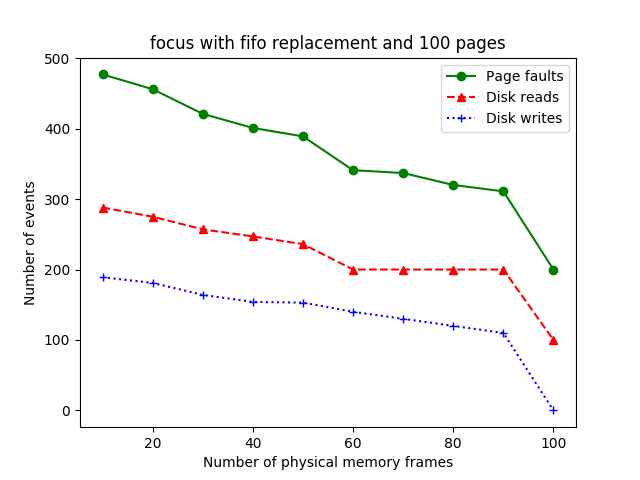 focus with fifo replacement and 100 pages
500
400
300
200
100
0
Number of events
Page faults
Disk reads
Disk writes
20 40 60 80 100
Number of physical memory frames